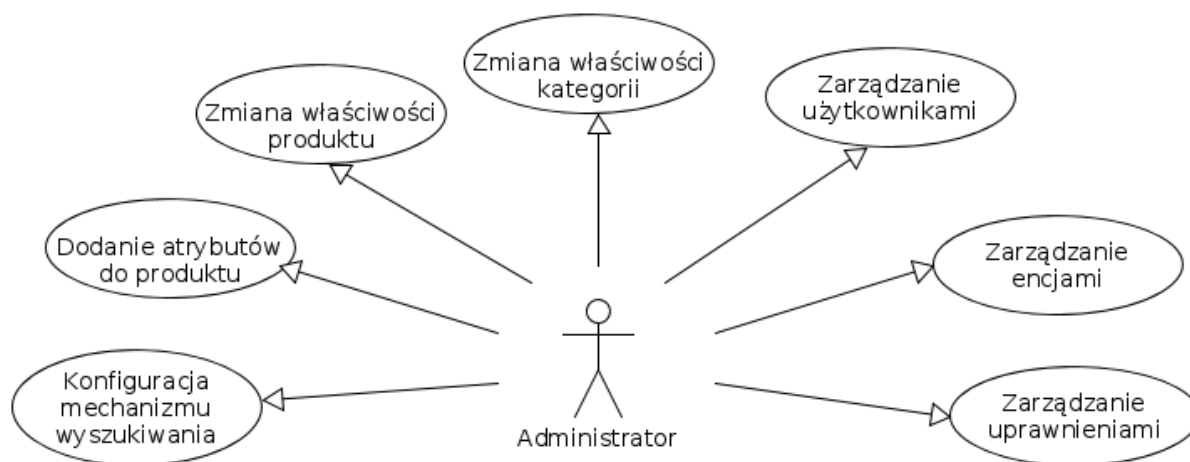 Zmiana właściwości
kategorii
Zmiana właściwości
produktu
Zarządzanie
użytkownikami
Dodanie atrybutów
do produktu
Zarządzanie
encjami
Konfiguracja
mechanizmu
wyszukiwania
Zarządzanie
uprawnieniami
Administrator